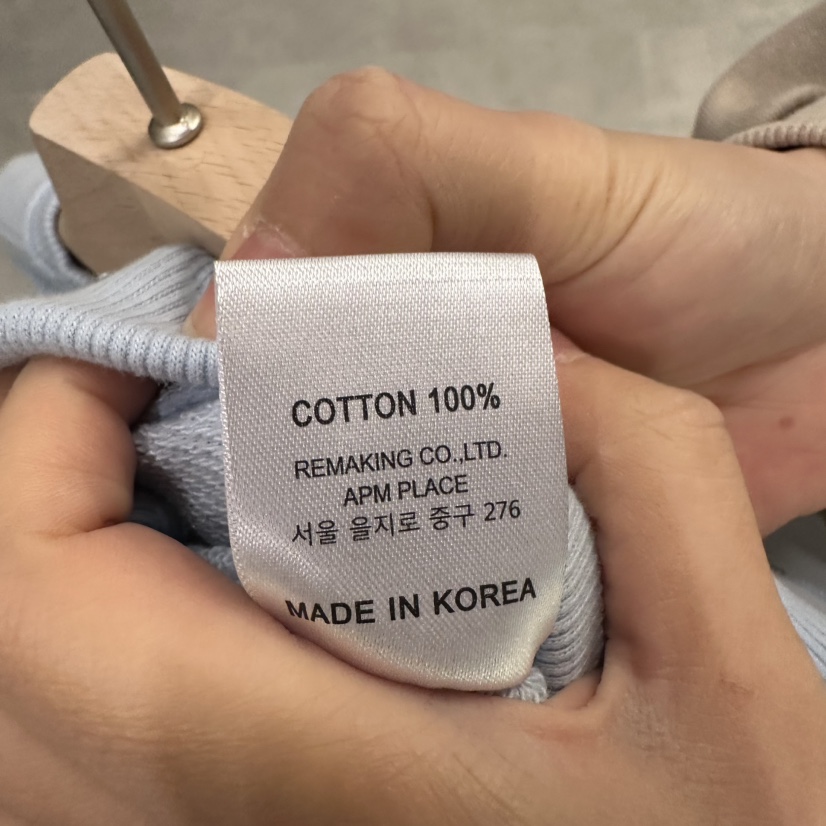 COTTON 100%
REMAKING CO.,LTD.
APM PLACE
서울 을지로 중구 276
MADE IN KOREA